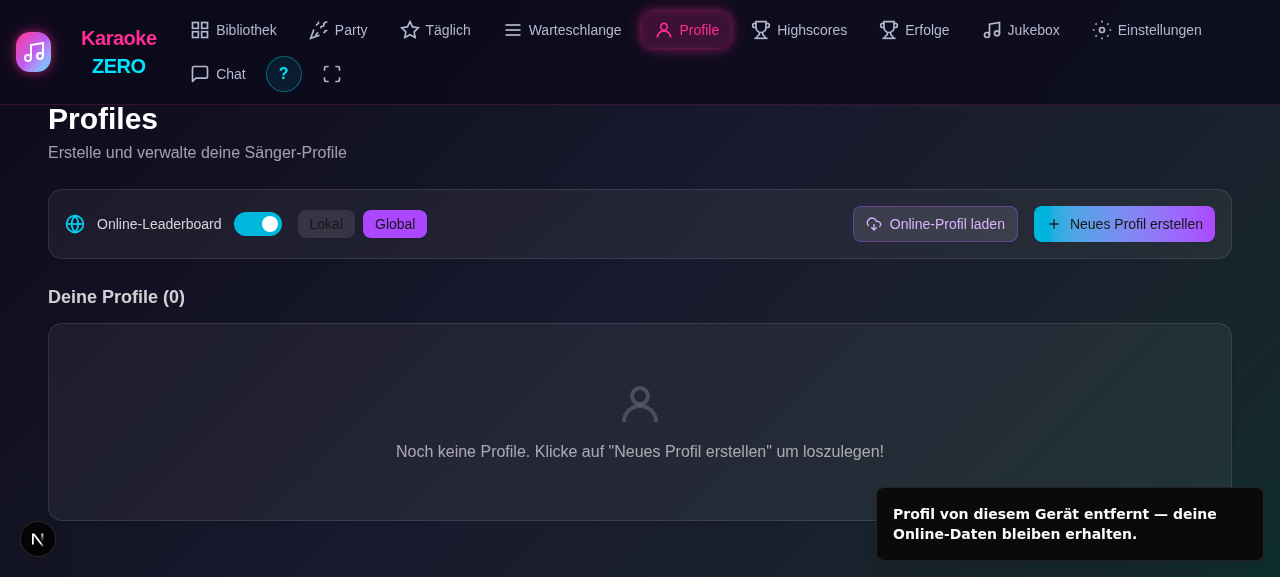 Karaoke
ZERO
Bibliothek
Party
Täglich
Warteschlange
Profile
Highscores
Erfolge
Jukebox
Einstellungen
Chat
?
Profiles
Erstelle und verwalte deine Sänger-Profile
Online-Leaderboard
Lokal
Global
Online-Profil laden
Neues Profil erstellen
Deine Profile (0)
Noch keine Profile. Klicke auf "Neues Profil erstellen" um loszulegen!
Profil von diesem Gerät entfernt — deine
Online-Daten bleiben erhalten.
N